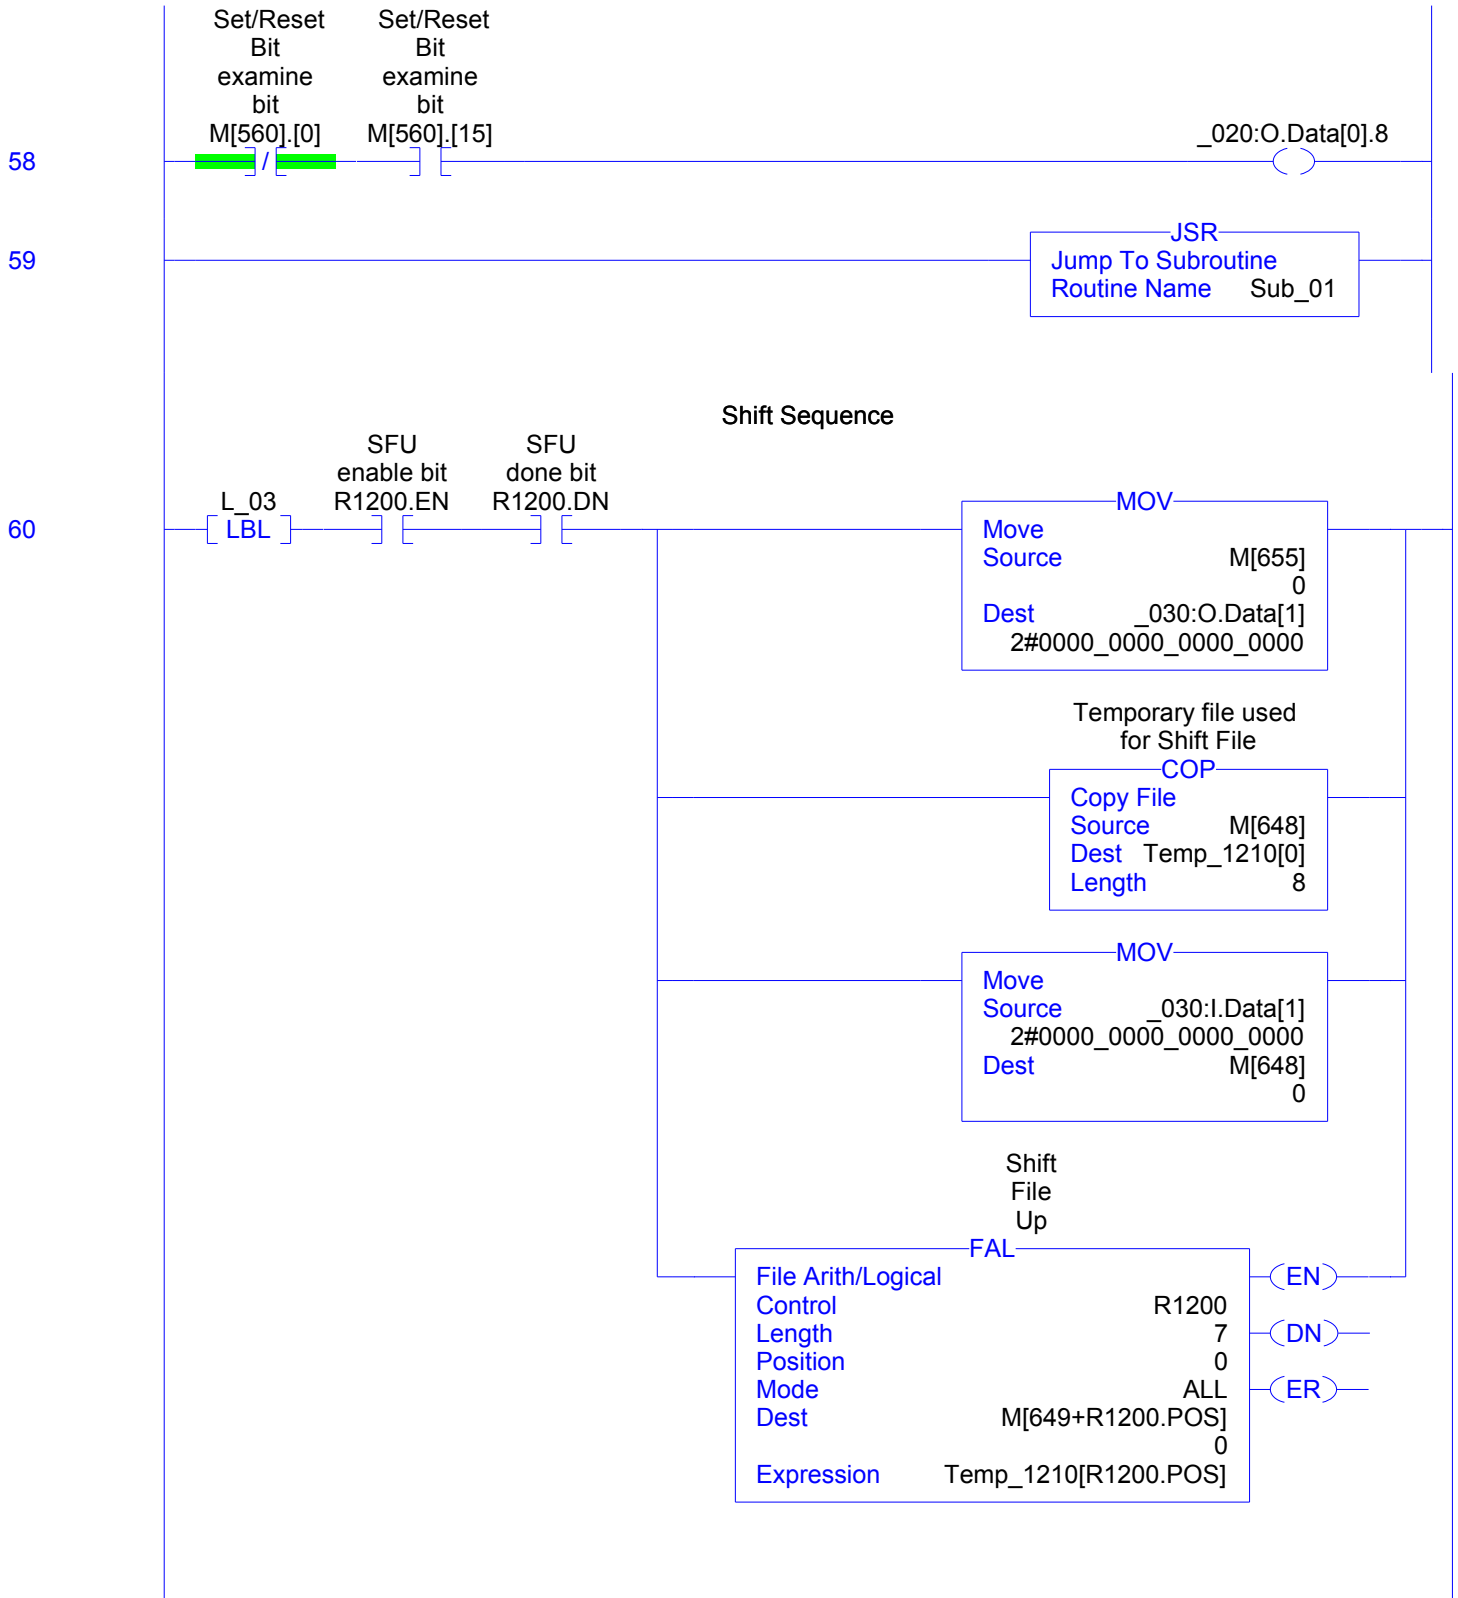 Set/Reset Set/Reset
Bit Bit
examine examine
bit bit
M[560].[0] M[560].[15] _020:O.Data[0].8
58 /
JSR
59 Jump To Subroutine
Routine Name Sub_01
Shift Sequence
SFU SFU
enable bit done bit
L_03 R1200.EN R1200.DN MOV
60 LBL Move
Source M[655]
0
Dest _030:O.Data[1]
2#0000_0000_0000_0000
Temporary file used
for Shift File
COP
Copy File
Source M[648]
Dest Temp_1210[0]
Length 8
MOV
Move
Source _030:I.Data[1]
2#0000_0000_0000_0000
Dest M[648]
0
Shift
File
Up
FAL
File Arith/Logical EN
Control R1200
Length 7 DN
Position 0
Mode ALL ER
Dest M[649+R1200.POS]
0
Expression Temp_1210[R1200.POS]